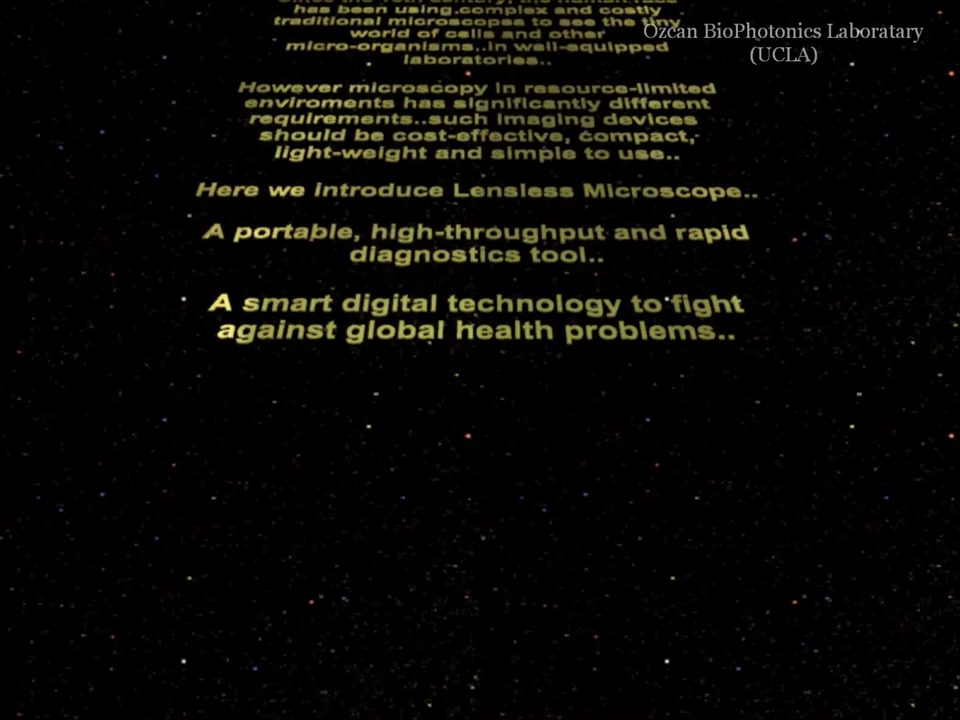 has been using complex and costly
traditional microscopes to see the tiny
world of cells and other
micro-organisms..in well-equipped
laboratories..
However microscopy in resource-limited
enviroments has significantly different
requirements..such imaging devices
should be cost-effective, compact,
light-weight and simple to use..
Here we introduce Lensless Microscope..
A portable, high-throughput and rapid
diagnostics tool..
A smart digital technology to fight
against global health problems..
Ozcan BioPhotonics Laboratary
(UCLA)